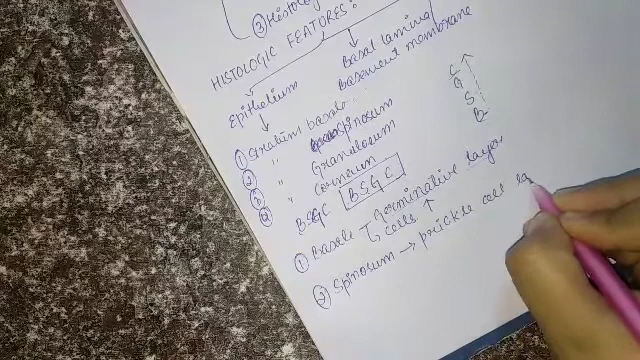 ③ Histolog
HISTOLOGIC FEATURES:
Epithelium
Basal lamina
Basement membrane
① Stratum basale
② " spinosum
③ " Granulosum
④ " Corneum
BSGC BSGC
C
G
S
B
① Basale → Germinative layer
↳ cells ↑
② Spinosum → prickle cell la